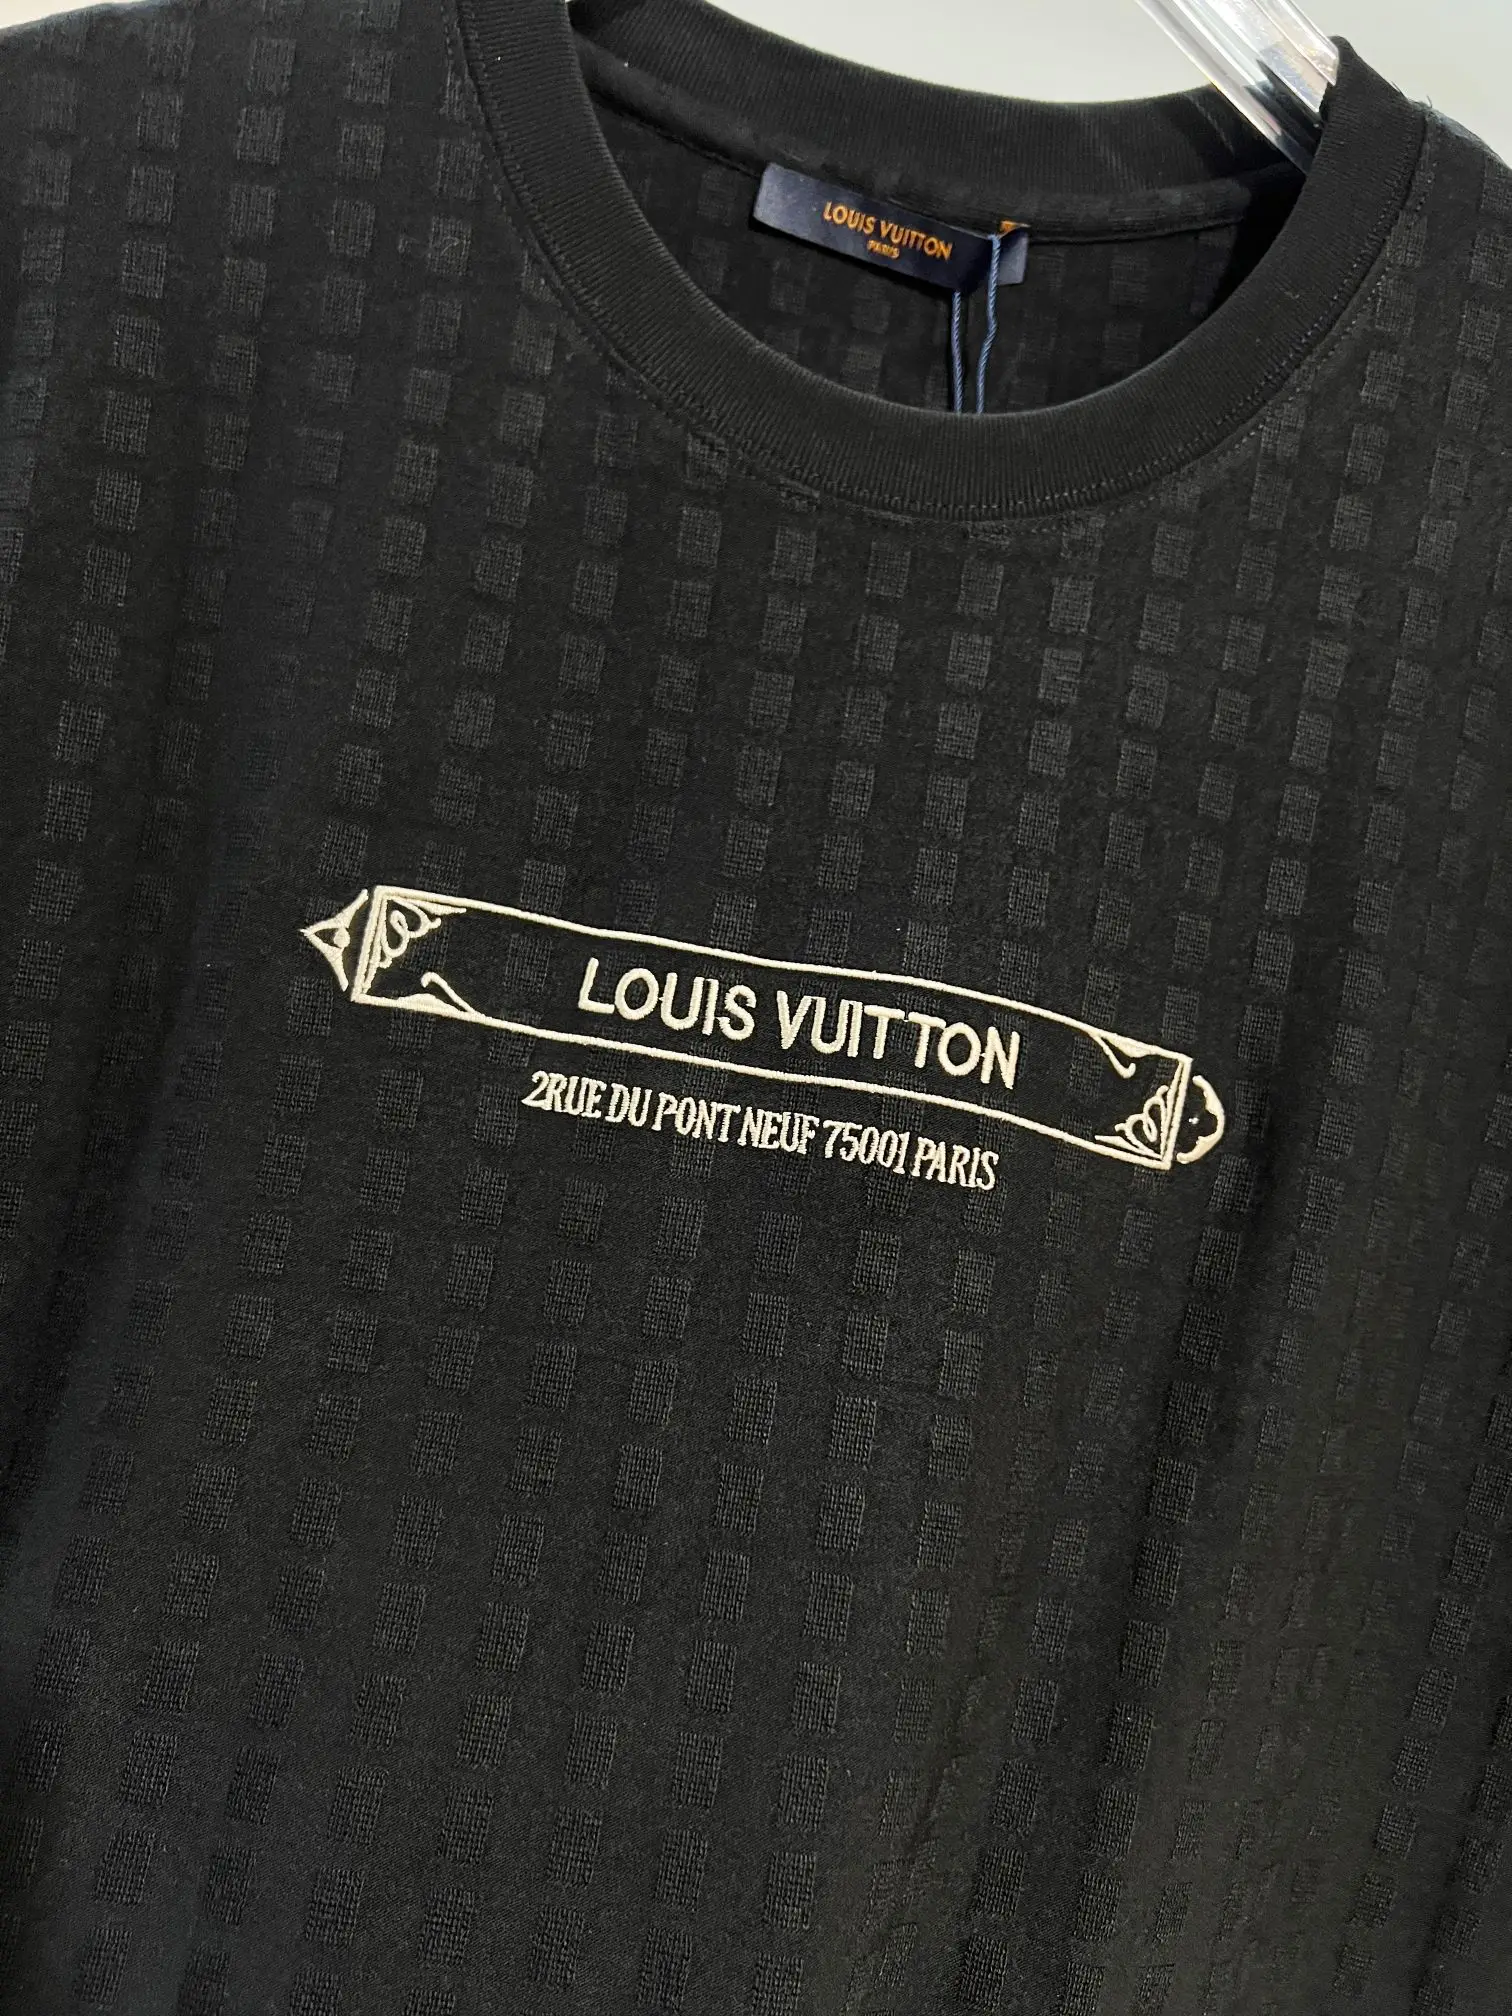 LOUIS VUITTON
PARIS
LOUIS VUITTON
2RUE DU PONT NEUF 75001 PARIS